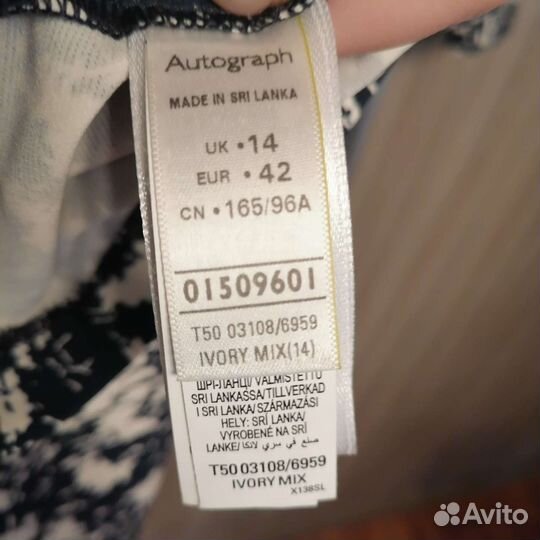 Autograph
MADE IN SRI LANKA
UK • 14
EUR • 42
CN • 165/96A
01509601
T50 03108/6959
IVORY MIX(14)
ШРІ-ЛАНЦІ/ VALMISTETTU
SRI LANKASSA/TILLVERKAD
I SRI LANKA/ SZÁRMAZÁSI
HELY: SRÍ LANKA/
VYROBENÉ NA SRÍ
LANKE/ صنع في سري لانكا
T50 03108/6959
IVORY MIX
X138SL
Avito